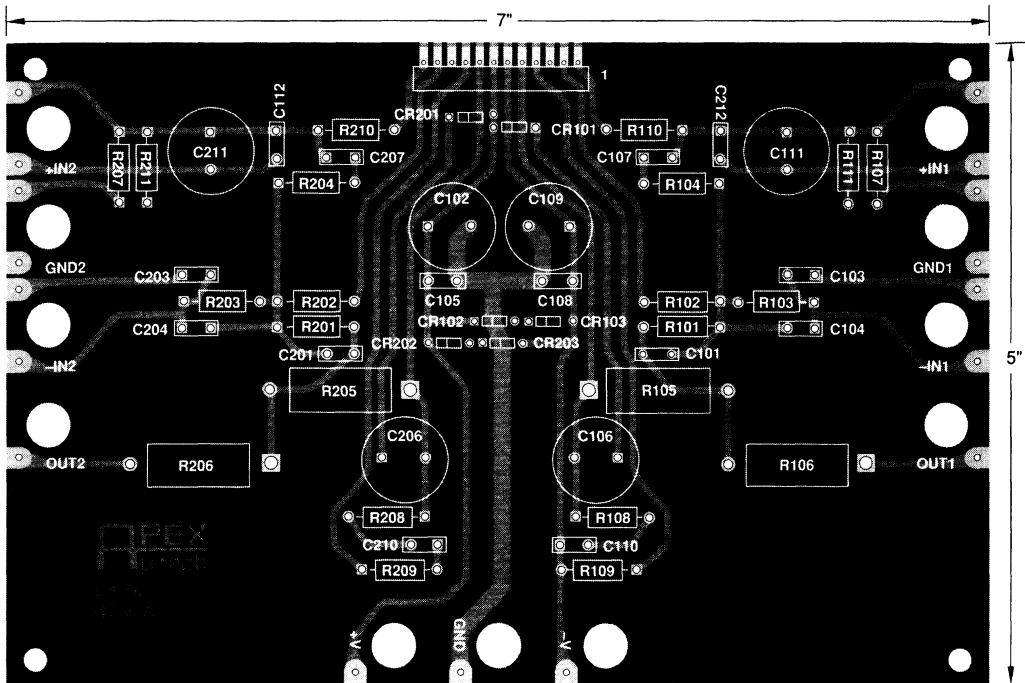 7"
1
CR201
C112
R210
CR101
R110
C212
C211
C207
C107
C111
+IN2
R207
R211
R204
R104
R111
R107
+IN1
C102
C109
GND2
GND1
C203
C103
C105
C108
R203
R202
R102
R103
CR102
CR103
C204
R201
R101
C104
CR202
CR203
–IN2
C201
C101
–IN1
5"
R205
R105
C206
C106
OUT2
R206
R106
OUT1
R208
R108
PEX
C210
C110
R209
R109
+V
GND
–V